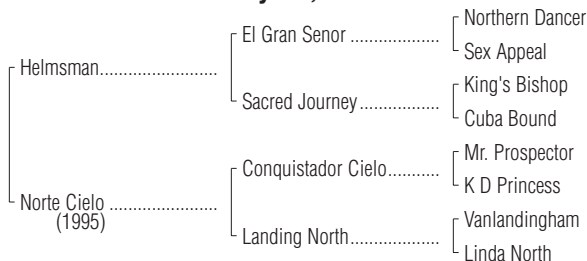 Northern Dancer
El Gran Senor
Sex Appeal
Helmsman
King's Bishop
Sacred Journey
Cuba Bound
Mr. Prospector
Conquistador Cielo
K D Princess
Norte Cielo
(1995)
Vanlandingham
Landing North
Linda North